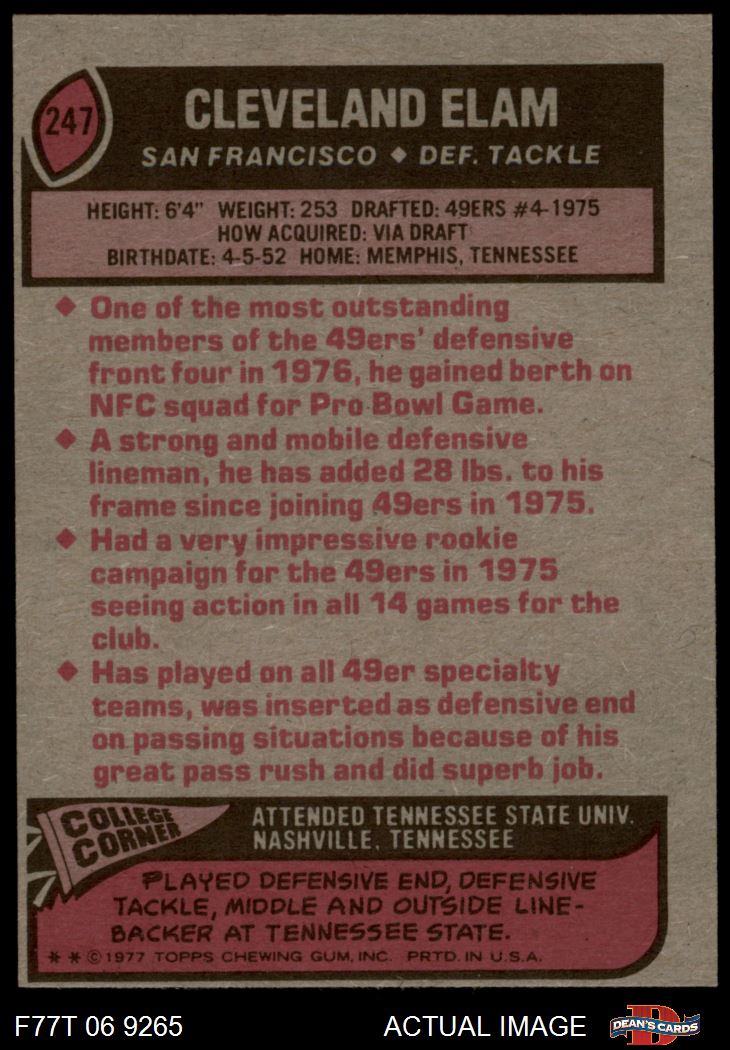 247
CLEVELAND ELAM
SAN FRANCISCO ◆ DEF. TACKLE
HEIGHT: 6'4" WEIGHT: 253 DRAFTED: 49ERS #4-1975
HOW ACQUIRED: VIA DRAFT
BIRTHDATE: 4-5-52 HOME: MEMPHIS, TENNESSEE
◆ One of the most outstanding
members of the 49ers' defensive
front four in 1976, he gained berth on
NFC squad for Pro Bowl Game.
◆ A strong and mobile defensive
lineman, he has added 28 lbs. to his
frame since joining 49ers in 1975.
◆ Had a very impressive rookie
campaign for the 49ers in 1975
seeing action in all 14 games for the
club.
◆ Has played on all 49er specialty
teams, was inserted as defensive end
on passing situations because of his
great pass rush and did superb job.
COLLEGE
CORNER
ATTENDED TENNESSEE STATE UNIV.
NASHVILLE, TENNESSEE
PLAYED DEFENSIVE END, DEFENSIVE
TACKLE, MIDDLE AND OUTSIDE LINE-
BACKER AT TENNESSEE STATE.
* * © 1977 TOPPS CHEWING GUM, INC. PRTD. IN U.S.A.
F77T 06 9265
ACTUAL IMAGE
D
DEAN'S CARDS